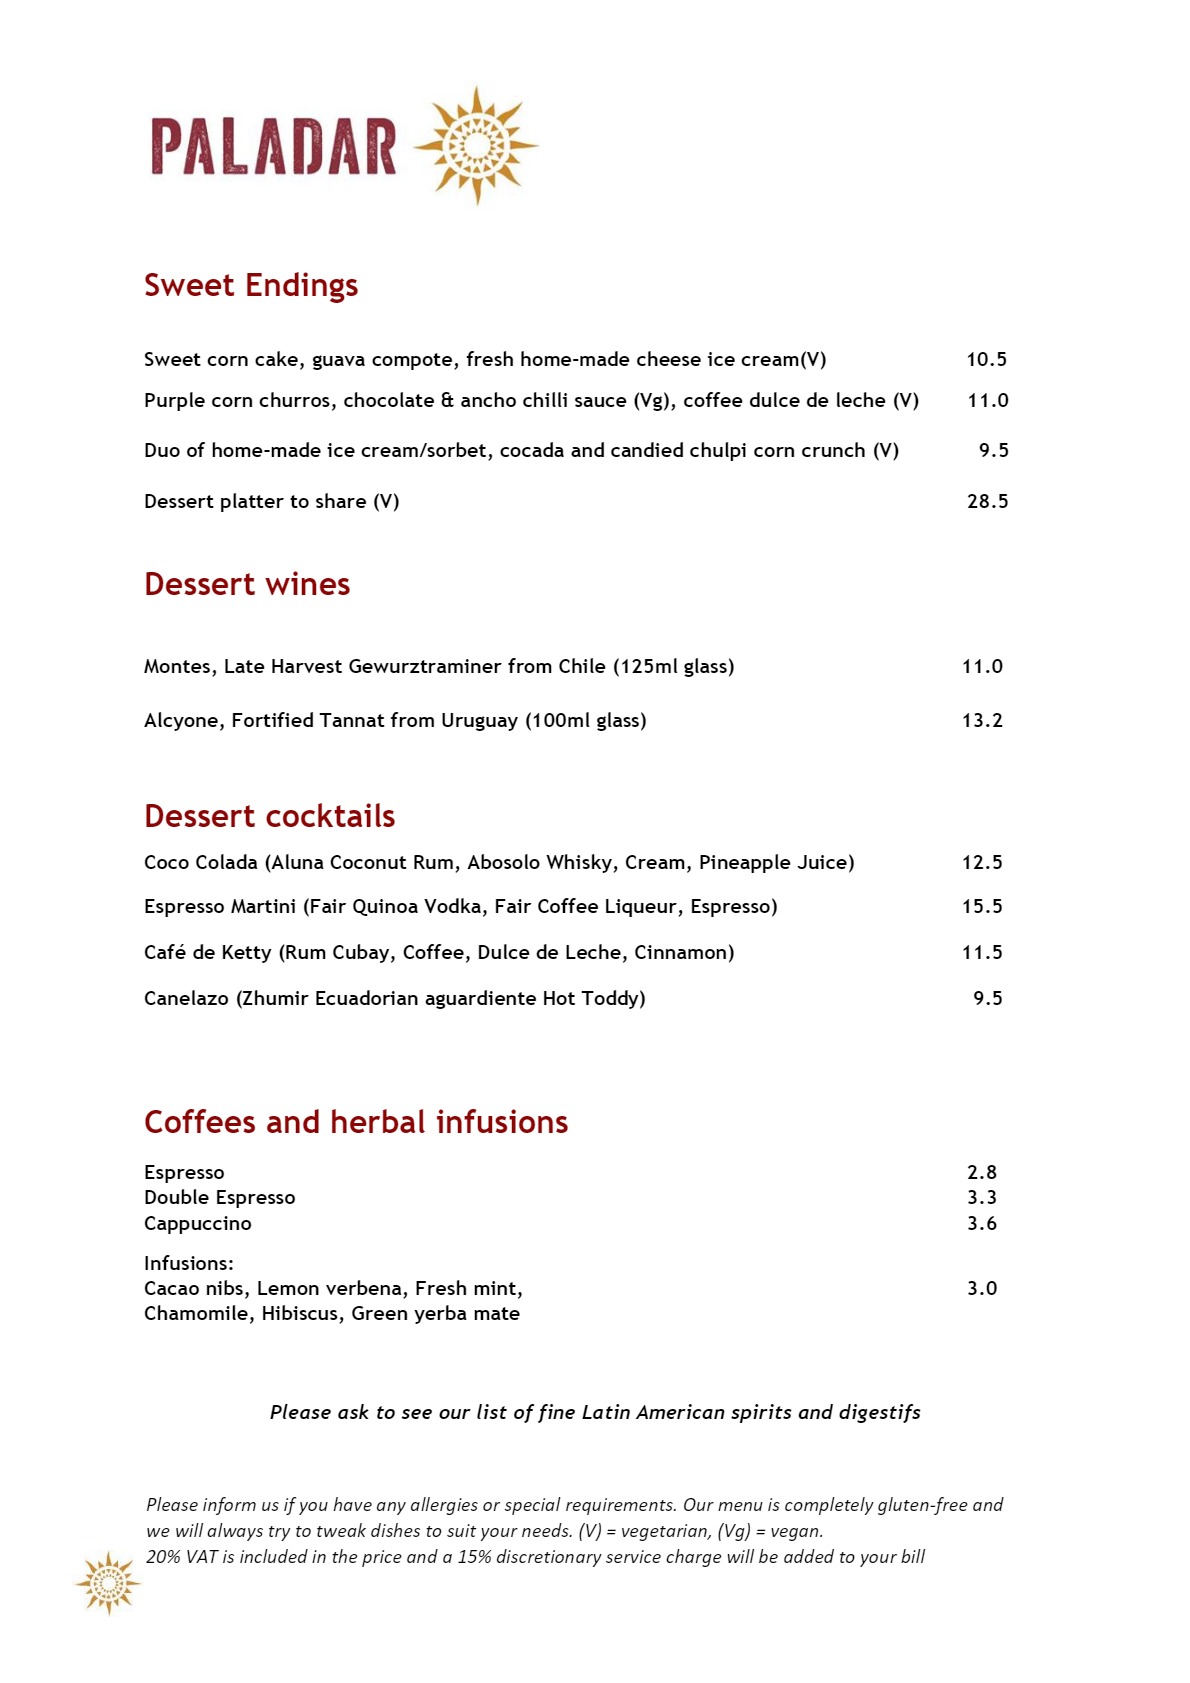 PALADAR
Sweet Endings
Sweet corn cake, guava compote, fresh home-made cheese ice cream(V) 10.5
Purple corn churros, chocolate & ancho chilli sauce (Vg), coffee dulce de leche (V) 11.0
Duo of home-made ice cream/sorbet, cocada and candied chulpi corn crunch (V) 9.5
Dessert platter to share (V) 28.5
Dessert wines
Montes, Late Harvest Gewurztraminer from Chile (125ml glass) 11.0
Alcyone, Fortified Tannat from Uruguay (100ml glass) 13.2
Dessert cocktails
Coco Colada (Aluna Coconut Rum, Abosolo Whisky, Cream, Pineapple Juice) 12.5
Espresso Martini (Fair Quinoa Vodka, Fair Coffee Liqueur, Espresso) 15.5
Café de Ketty (Rum Cubay, Coffee, Dulce de Leche, Cinnamon) 11.5
Canelazo (Zhumir Ecuadorian aguardiente Hot Toddy) 9.5
Coffees and herbal infusions
Espresso 2.8
Double Espresso 3.3
Cappuccino 3.6
Infusions:
Cacao nibs, Lemon verbena, Fresh mint, 3.0
Chamomile, Hibiscus, Green yerba mate
Please ask to see our list of fine Latin American spirits and digestifs
Please inform us if you have any allergies or special requirements. Our menu is completely gluten-free and
we will always try to tweak dishes to suit your needs. (V) = vegetarian, (Vg) = vegan.
20% VAT is included in the price and a 15% discretionary service charge will be added to your bill